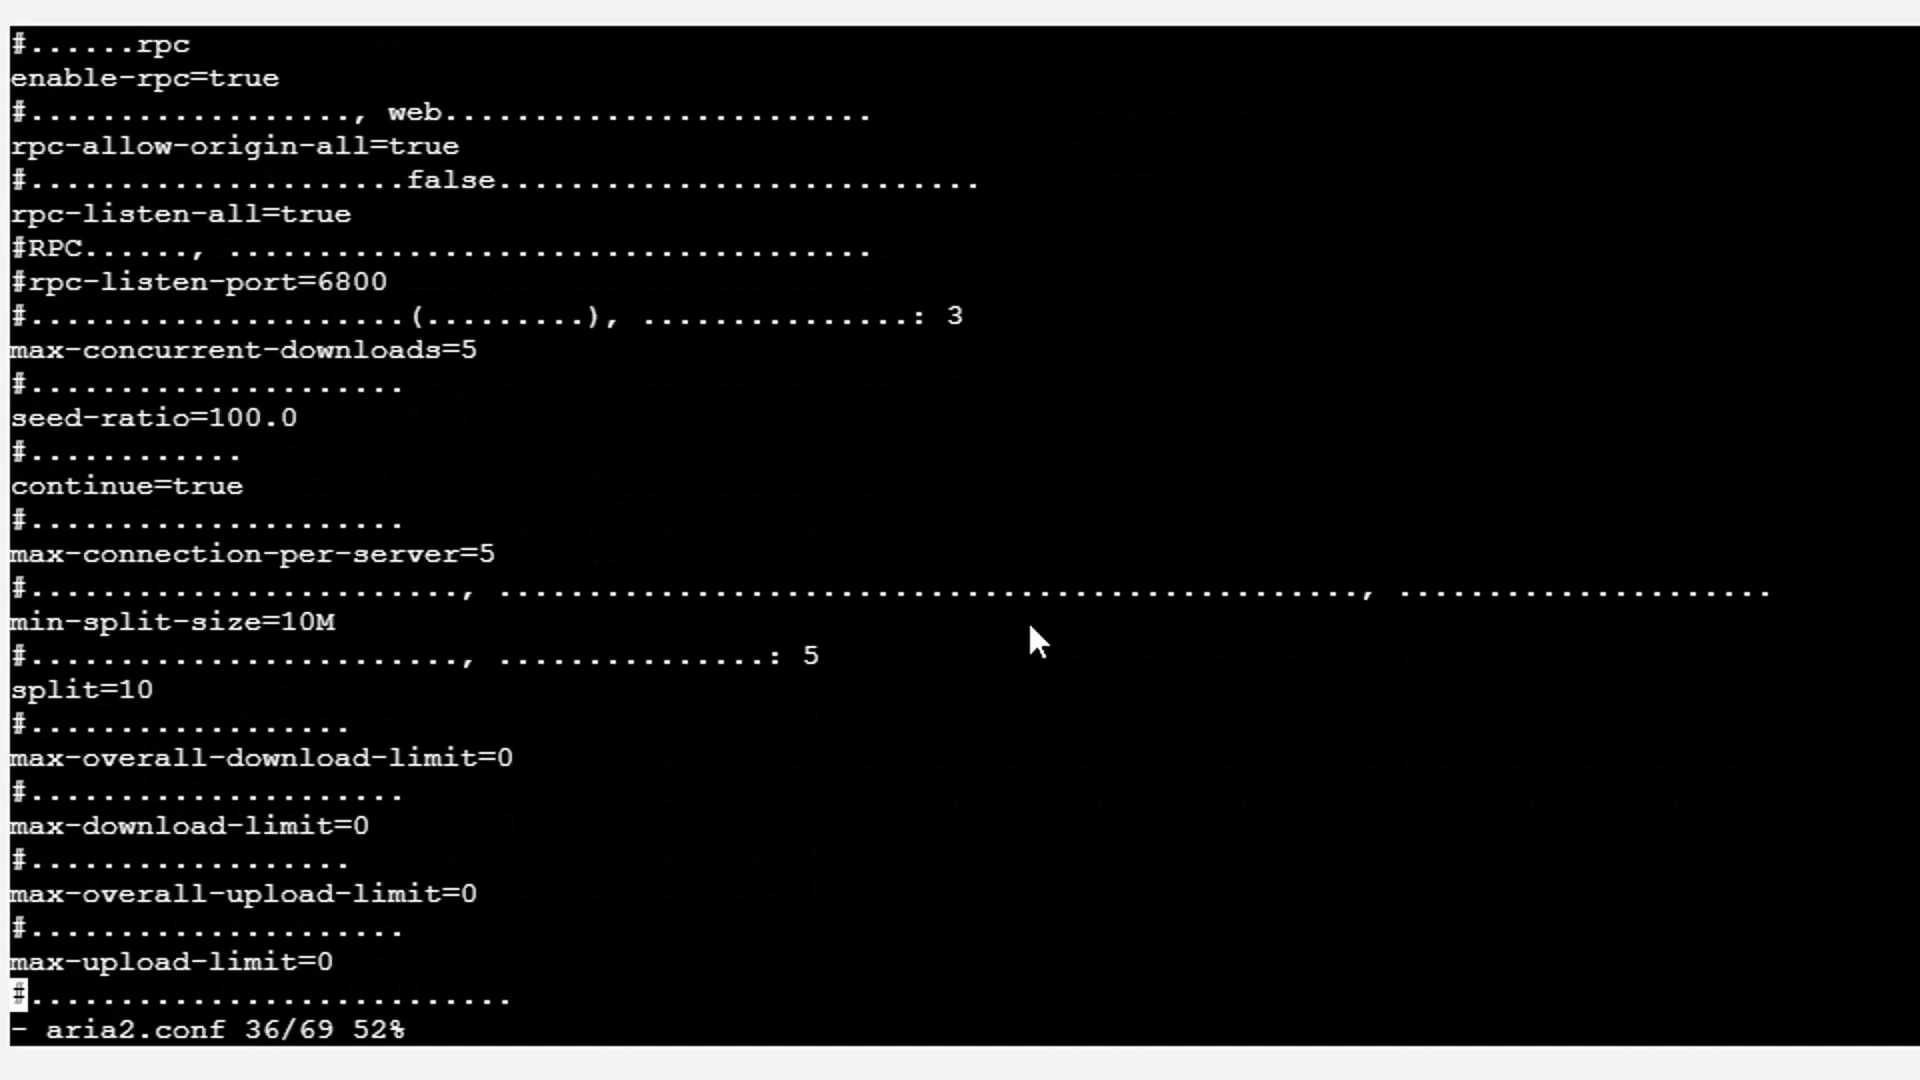 #......rpc
enable-rpc=true
#.................., web........................
rpc-allow-origin-all=true
#.....................false...........................
rpc-listen-all=true
#RPC......, ....................................
#rpc-listen-port=6800
#.....................(.........), ...............: 3
max-concurrent-downloads=5
#.....................
seed-ratio=100.0
#............
continue=true
#.....................
max-connection-per-server=5
#........................, ................................................, .....................
min-split-size=10M
#........................, ...............: 5
split=10
#..................
max-overall-download-limit=0
#.....................
max-download-limit=0
#..................
max-overall-upload-limit=0
#.....................
max-upload-limit=0
#...........................
- aria2.conf 36/69 52%